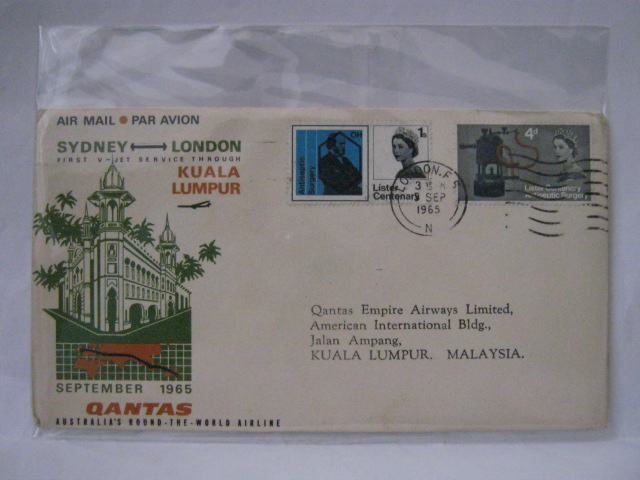 AIR MAIL ● PAR AVION
SYDNEY ⟷ LONDON
FIRST V-JET SERVICE THROUGH
KUALA
LUMPUR
SEPTEMBER 1965
QANTAS
AUSTRALIA'S ROUND-THE-WORLD AIRLINE
Antiseptic
Surgery
1/-
Lister
Centenary
4d
Lister Centenary
Antiseptic Surgery
LONDON. F.S
SEP
1965
N
Qantas Empire Airways Limited,
American International Bldg.,
Jalan Ampang,
KUALA LUMPUR. MALAYSIA.